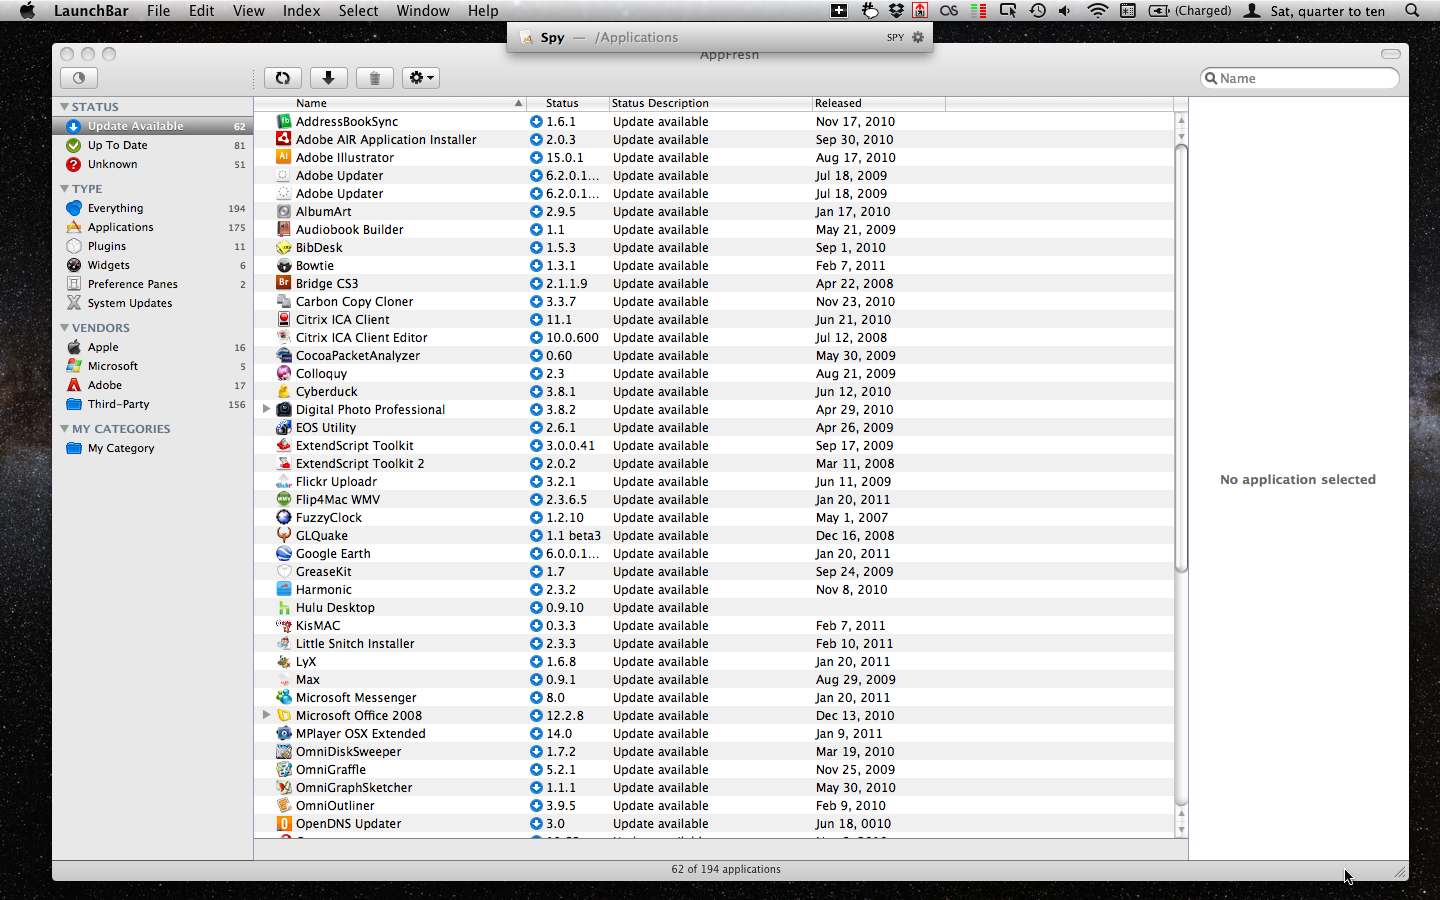 LaunchBar File Edit View Index Select Window Help (Charged) Sat, quarter to ten
Spy — /Applications SPY
AppFresh
Name
STATUS
Update Available 62
Up To Date 81
Unknown 51
TYPE
Everything 194
Applications 175
Plugins 11
Widgets 6
Preference Panes 2
System Updates
VENDORS
Apple 16
Microsoft 5
Adobe 17
Third-Party 156
MY CATEGORIES
My Category
Name Status Status Description Released
AddressBookSync 1.6.1 Update available Nov 17, 2010
Adobe AIR Application Installer 2.0.3 Update available Sep 30, 2010
Adobe Illustrator 15.0.1 Update available Aug 17, 2010
Adobe Updater 6.2.0.1... Update available Jul 18, 2009
Adobe Updater 6.2.0.1... Update available Jul 18, 2009
AlbumArt 2.9.5 Update available Jan 17, 2010
Audiobook Builder 1.1 Update available May 21, 2009
BibDesk 1.5.3 Update available Sep 1, 2010
Bowtie 1.3.1 Update available Feb 7, 2011
Bridge CS3 2.1.1.9 Update available Apr 22, 2008
Carbon Copy Cloner 3.3.7 Update available Nov 23, 2010
Citrix ICA Client 11.1 Update available Jun 21, 2010
Citrix ICA Client Editor 10.0.600 Update available Jul 12, 2008
CocoaPacketAnalyzer 0.60 Update available May 30, 2009
Colloquy 2.3 Update available Aug 21, 2009
Cyberduck 3.8.1 Update available Jun 12, 2010
Digital Photo Professional 3.8.2 Update available Apr 29, 2010
EOS Utility 2.6.1 Update available Apr 26, 2009
ExtendScript Toolkit 3.0.0.41 Update available Sep 17, 2009
ExtendScript Toolkit 2 2.0.2 Update available Mar 11, 2008
Flickr Uploadr 3.2.1 Update available Jun 11, 2009
Flip4Mac WMV 2.3.6.5 Update available Jan 20, 2011
FuzzyClock 1.2.10 Update available May 1, 2007
GLQuake 1.1 beta3 Update available Dec 16, 2008
Google Earth 6.0.0.1... Update available Jan 20, 2011
GreaseKit 1.7 Update available Sep 24, 2009
Harmonic 2.3.2 Update available Nov 8, 2010
Hulu Desktop 0.9.10 Update available
KisMAC 0.3.3 Update available Feb 7, 2011
Little Snitch Installer 2.3.3 Update available Feb 10, 2011
LyX 1.6.8 Update available Jan 20, 2011
Max 0.9.1 Update available Aug 29, 2009
Microsoft Messenger 8.0 Update available Jan 20, 2011
Microsoft Office 2008 12.2.8 Update available Dec 13, 2010
MPlayer OSX Extended 14.0 Update available Jan 9, 2011
OmniDiskSweeper 1.7.2 Update available Mar 19, 2010
OmniGraffle 5.2.1 Update available Nov 25, 2009
OmniGraphSketcher 1.1.1 Update available May 30, 2010
OmniOutliner 3.9.5 Update available Feb 9, 2010
OpenDNS Updater 3.0 Update available Jun 18, 0010
No application selected
62 of 194 applications